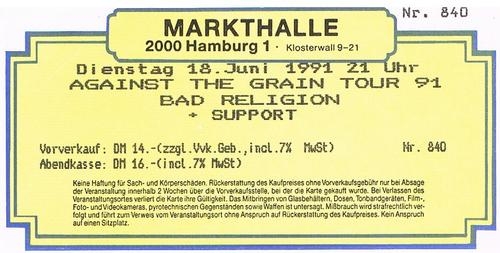 Nr. 840
MARKTHALLE
2000 Hamburg 1 · Klosterwall 9-21
Dienstag 18.Juni 1991 21 Uhr
AGAINST THE GRAIN TOUR 91
BAD RELIGION
+ SUPPORT
Vorverkauf: DM 14.-(zzgl.Vvk.Geb.,incl.7% MwSt) Nr. 840
Abendkasse: DM 16.-(incl.7% MwSt)
Keine Haftung für Sach- und Körperschäden. Rückerstattung des Kaufpreises ohne Vorverkaufsgebühr nur bei Absage
der Veranstaltung innerhalb 2 Wochen über die Vorverkaufsstelle, bei der die Karte gekauft wurde. Bei Verlassen des
Veranstaltungsortes verliert die Karte ihre Gültigkeit. Das Mitbringen von Glasbehältern, Dosen, Tonbandgeräten, Film-,
Foto- und Videokameras, pyrotechnischen Gegenständen sowie Waffen ist untersagt. Mißbrauch wird strafrechtlich ver-
folgt und führt zum Verweis vom Veranstaltungsort ohne Anspruch auf Rückerstattung des Kaufpreises. Kein Anspruch
auf einen Sitzplatz.